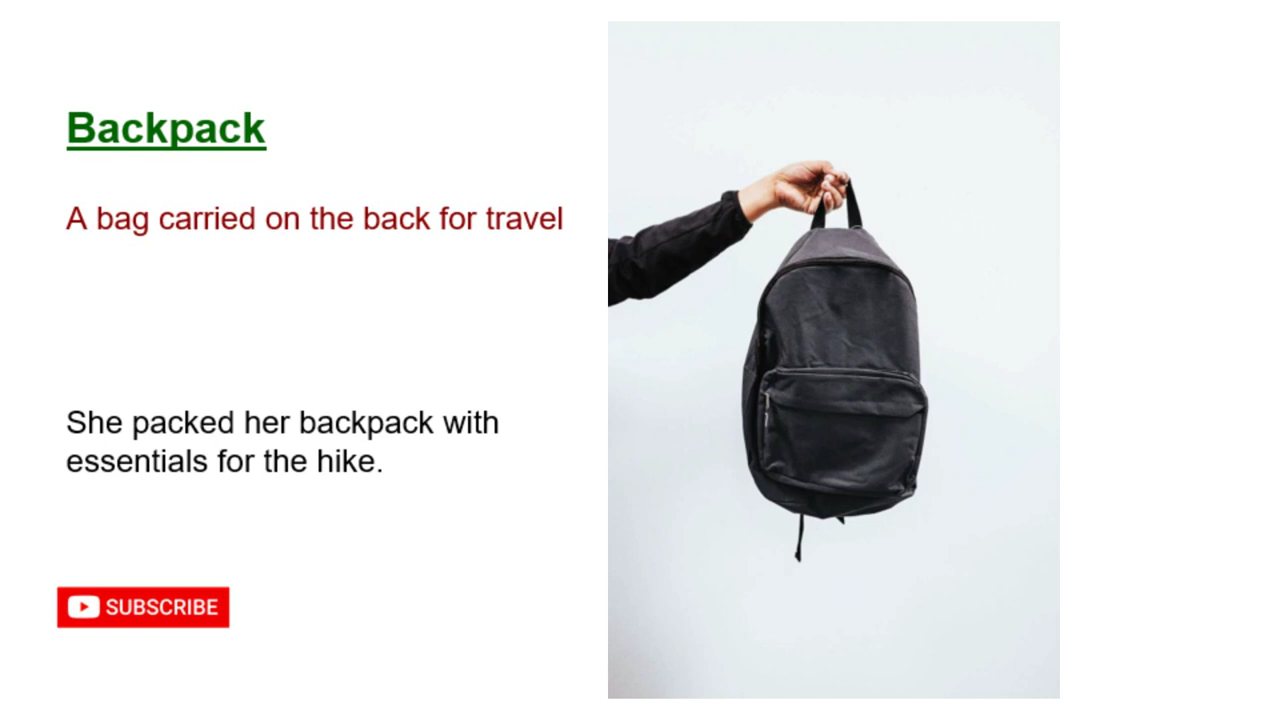 Backpack
A bag carried on the back for travel
She packed her backpack with
essentials for the hike.
SUBSCRIBE